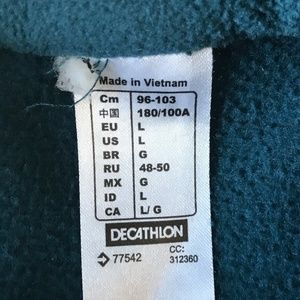 Made in Vietnam
Cm 96-103
中国 180/100A
EU L
US L
BR G
RU 48-50
MX G
ID L
CA L/ G
DECATHLON
77542 CC:
312360